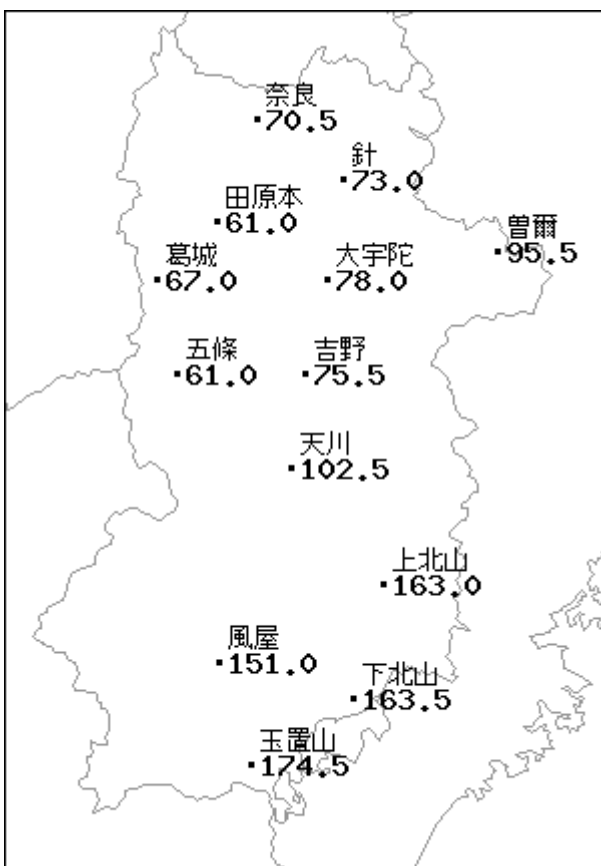 奈良
70.5
針
73.0
田原本
61.0
曽爾
95.5
葛城
67.0
大宇陀
78.0
五條
61.0
吉野
75.5
天川
102.5
上北山
163.0
風屋
151.0
下北山
163.5
玉置山
174.5